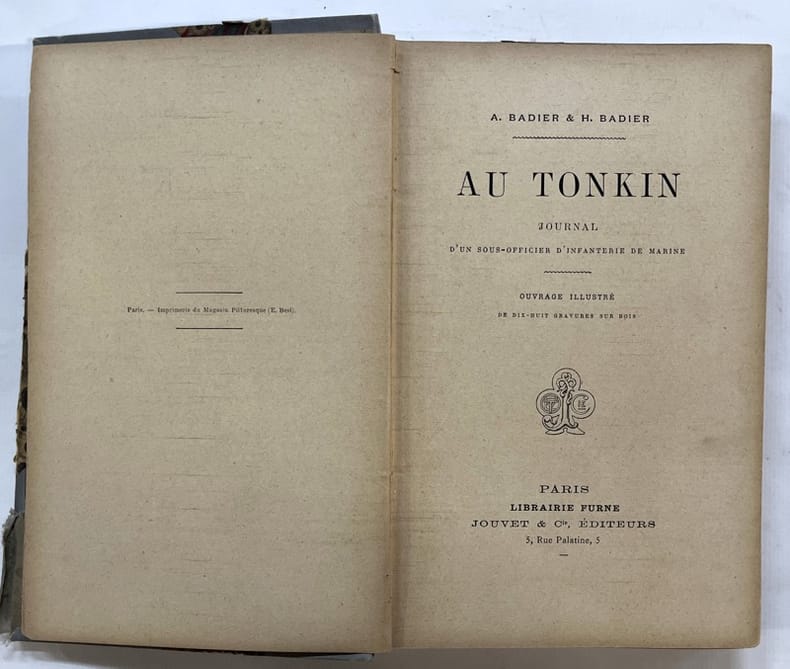 Paris. — Imprimerie du Magasin Pittoresque (E. Best).
A. BADIER & H. BADIER
AU TONKIN
JOURNAL
D'UN SOUS-OFFICIER D'INFANTERIE DE MARINE
OUVRAGE ILLUSTRÉ
DE DIX-HUIT GRAVURES SUR BOIS
PARIS
LIBRAIRIE FURNE
JOUVET & Cie, ÉDITEURS
5, Rue Palatine, 5